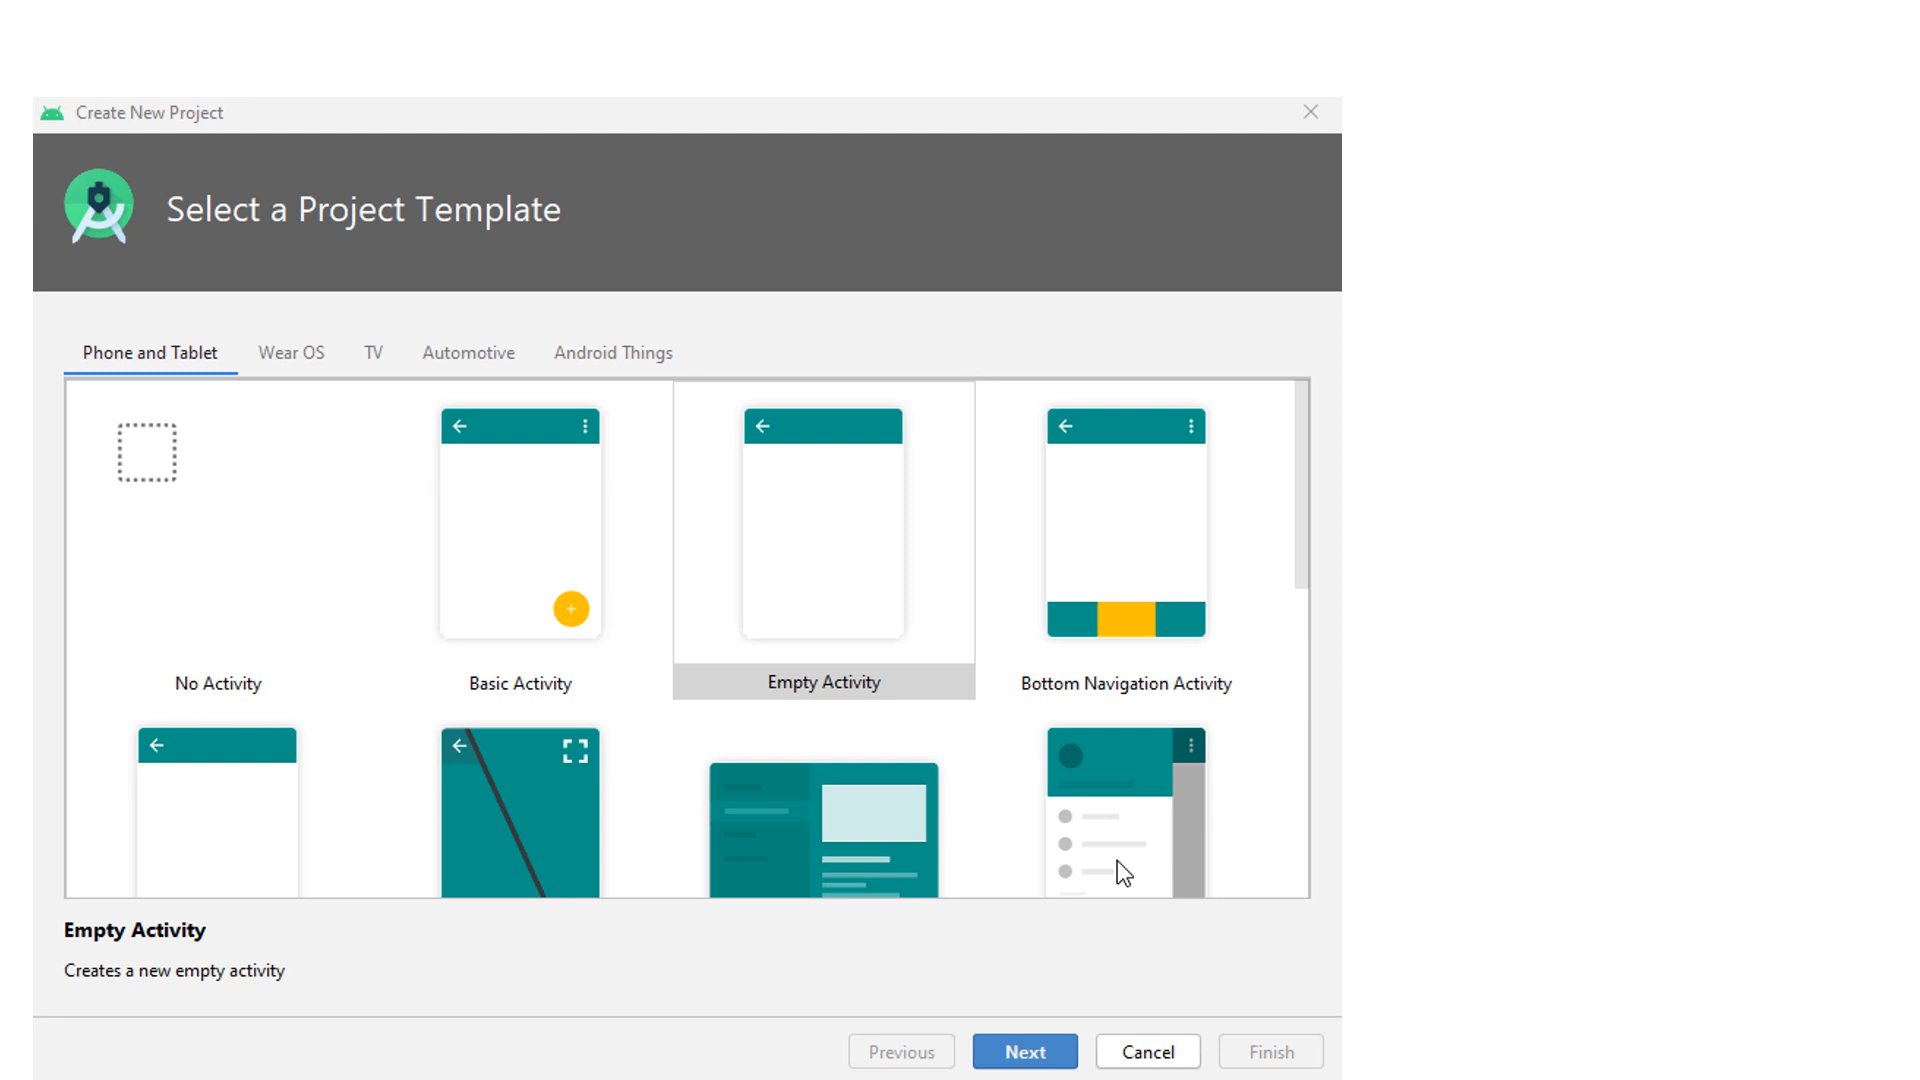 Create New Project
Select a Project Template
Phone and Tablet Wear OS TV Automotive Android Things
No Activity Basic Activity Empty Activity Bottom Navigation Activity
Empty Activity
Creates a new empty activity
Previous Next Cancel Finish